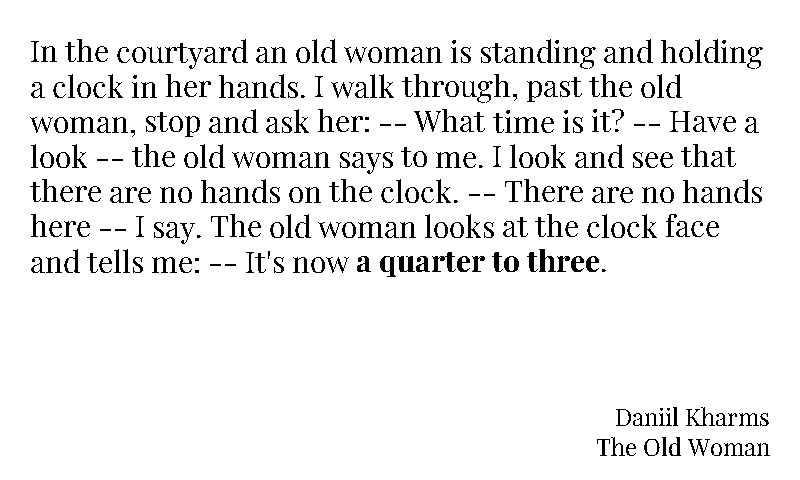 In the courtyard an old woman is standing and holding
a clock in her hands. I walk through, past the old
woman, stop and ask her: -- What time is it? -- Have a
look -- the old woman says to me. I look and see that
there are no hands on the clock. -- There are no hands
here -- I say. The old woman looks at the clock face
and tells me: -- It's now a quarter to three.
Daniil Kharms
The Old Woman